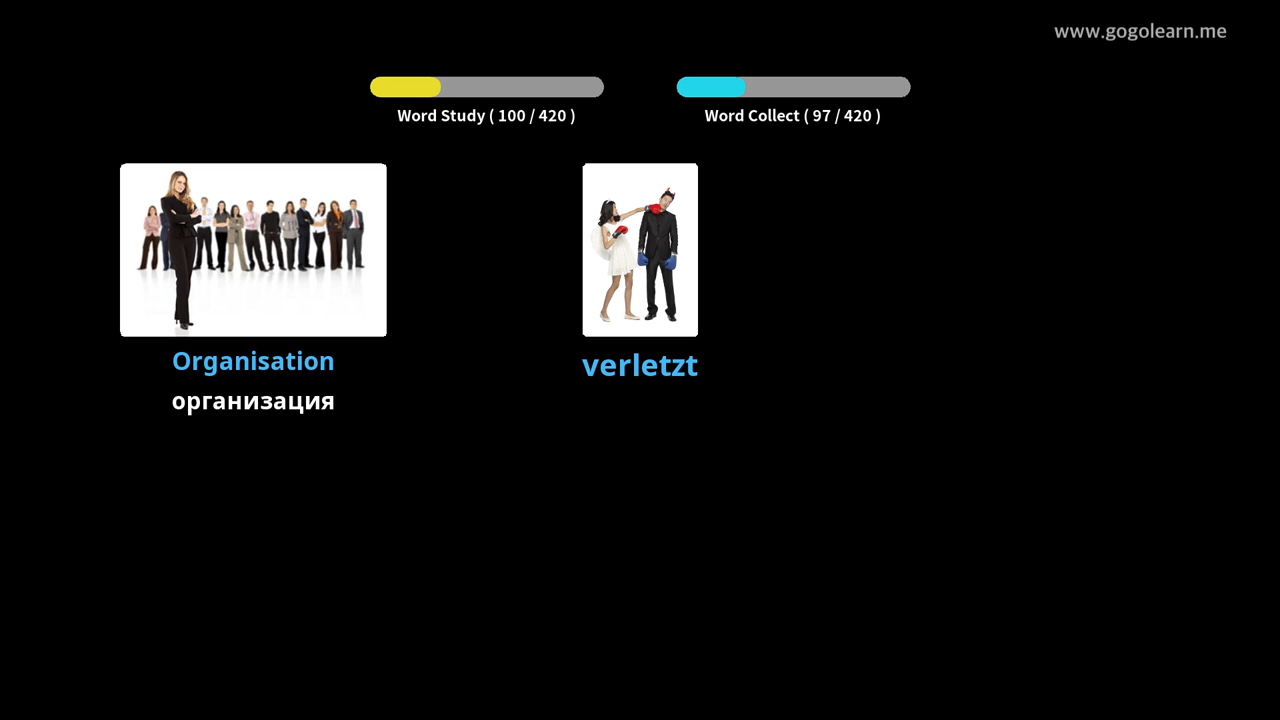 www.gogolearn.me
Word Study ( 100 / 420 )
Word Collect ( 97 / 420 )
Organisation
организация
verletzt